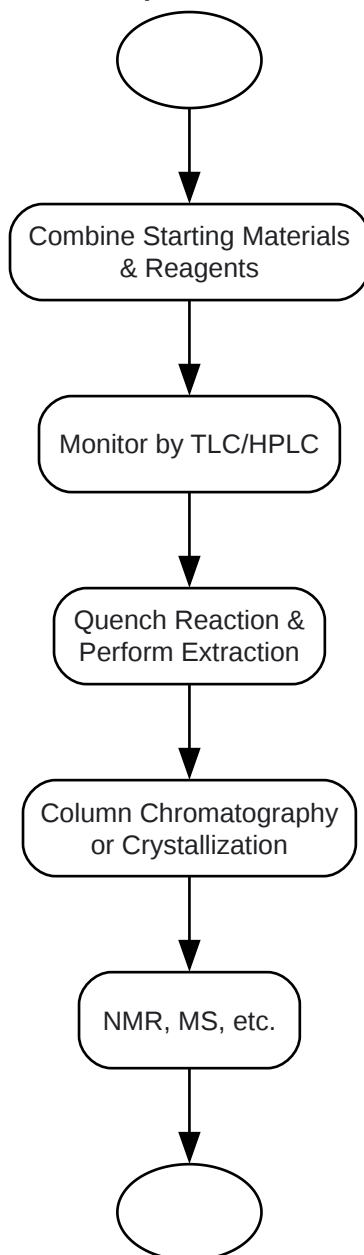 Combine Starting Materials
& Reagents
Monitor by TLC/HPLC
Quench Reaction &
Perform Extraction
Column Chromatography
or Crystallization
NMR, MS, etc.